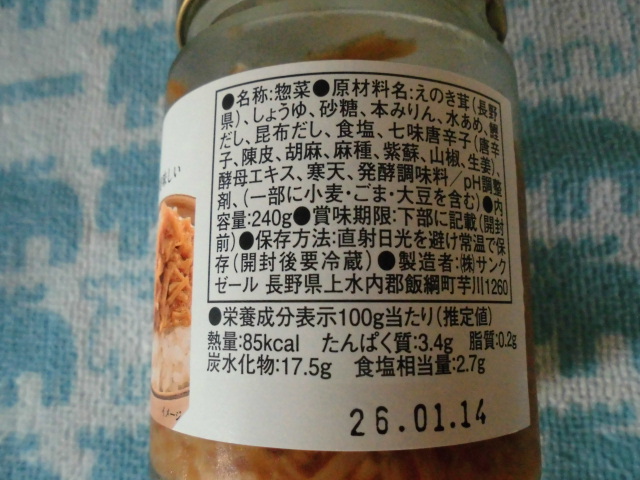 ●名称:惣菜●原材料名:えのき茸(長野
県)、しょうゆ、砂糖、本みりん、水あめ、鰹
だし、昆布だし、食塩、七味唐辛子(唐辛
子、陳皮、胡麻、麻種、紫蘇、山椒、生姜)、
酵母エキス、寒天、発酵調味料/pH調整
剤、(一部に小麦・ごま・大豆を含む)●内
容量:240g●賞味期限:下部に記載(開封
前)●保存方法:直射日光を避け常温で保
存(開封後要冷蔵)●製造者:㈱サンク
ゼール 長野県上水内郡飯綱町芋川1260
●栄養成分表示100g当たり(推定値)
熱量:85kcal たんぱく質:3.4g 脂質:0.2g
炭水化物:17.5g 食塩相当量:2.7g
26.01.14
しい
イメージ